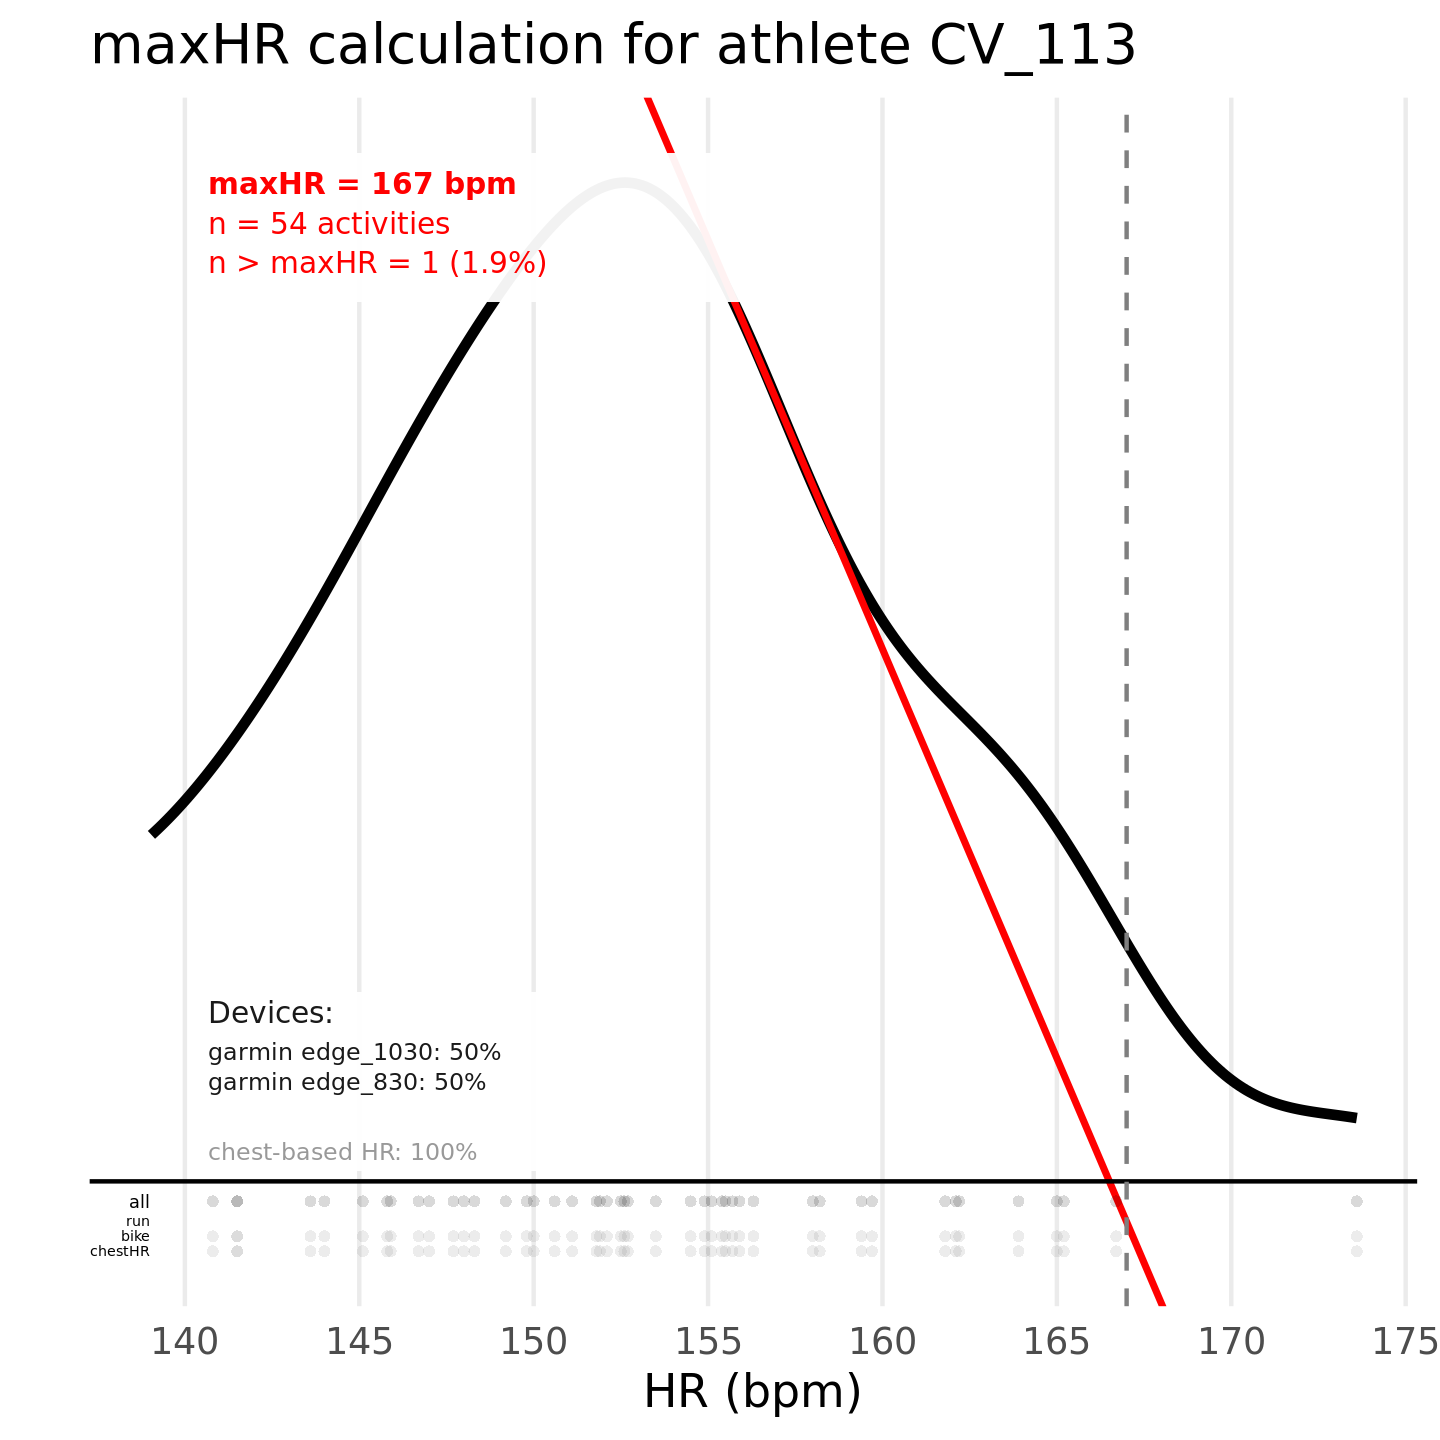 maxHR calculation for athlete CV_113
maxHR = 167 bpm
n = 54 activities
n > maxHR = 1 (1.9%)
Devices:
garmin edge_1030: 50%
garmin edge_830: 50%
chest-based HR: 100%
all
run
bike
chestHR
140 145 150 155 160 165 170 175
HR (bpm)